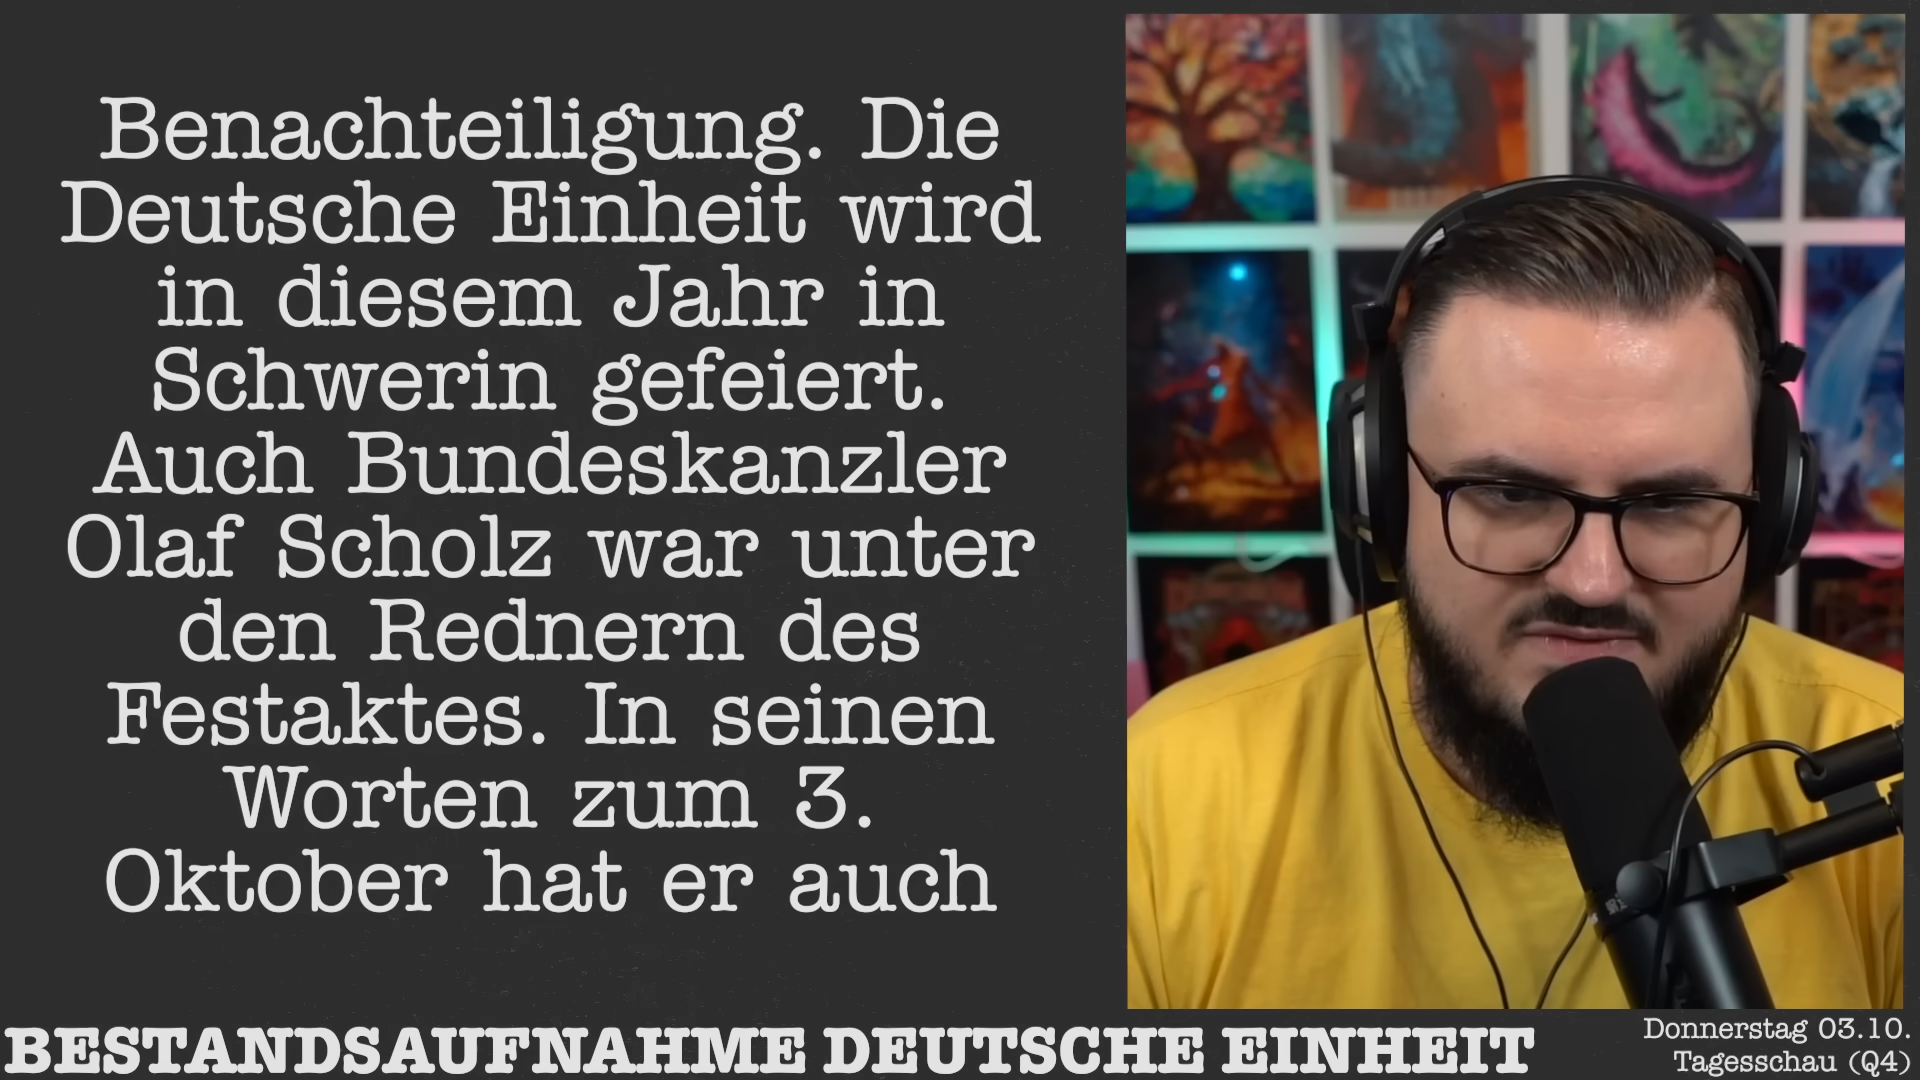 Benachteiligung. Die
Deutsche Einheit wird
in diesem Jahr in
Schwerin gefeiert.
Auch Bundeskanzler
Olaf Scholz war unter
den Rednern des
Festaktes. In seinen
Worten zum 3.
Oktober hat er auch
BESTANDSAUFNAHME DEUTSCHE EINHEIT
Donnerstag 03.10.
Tagesschau (Q4)